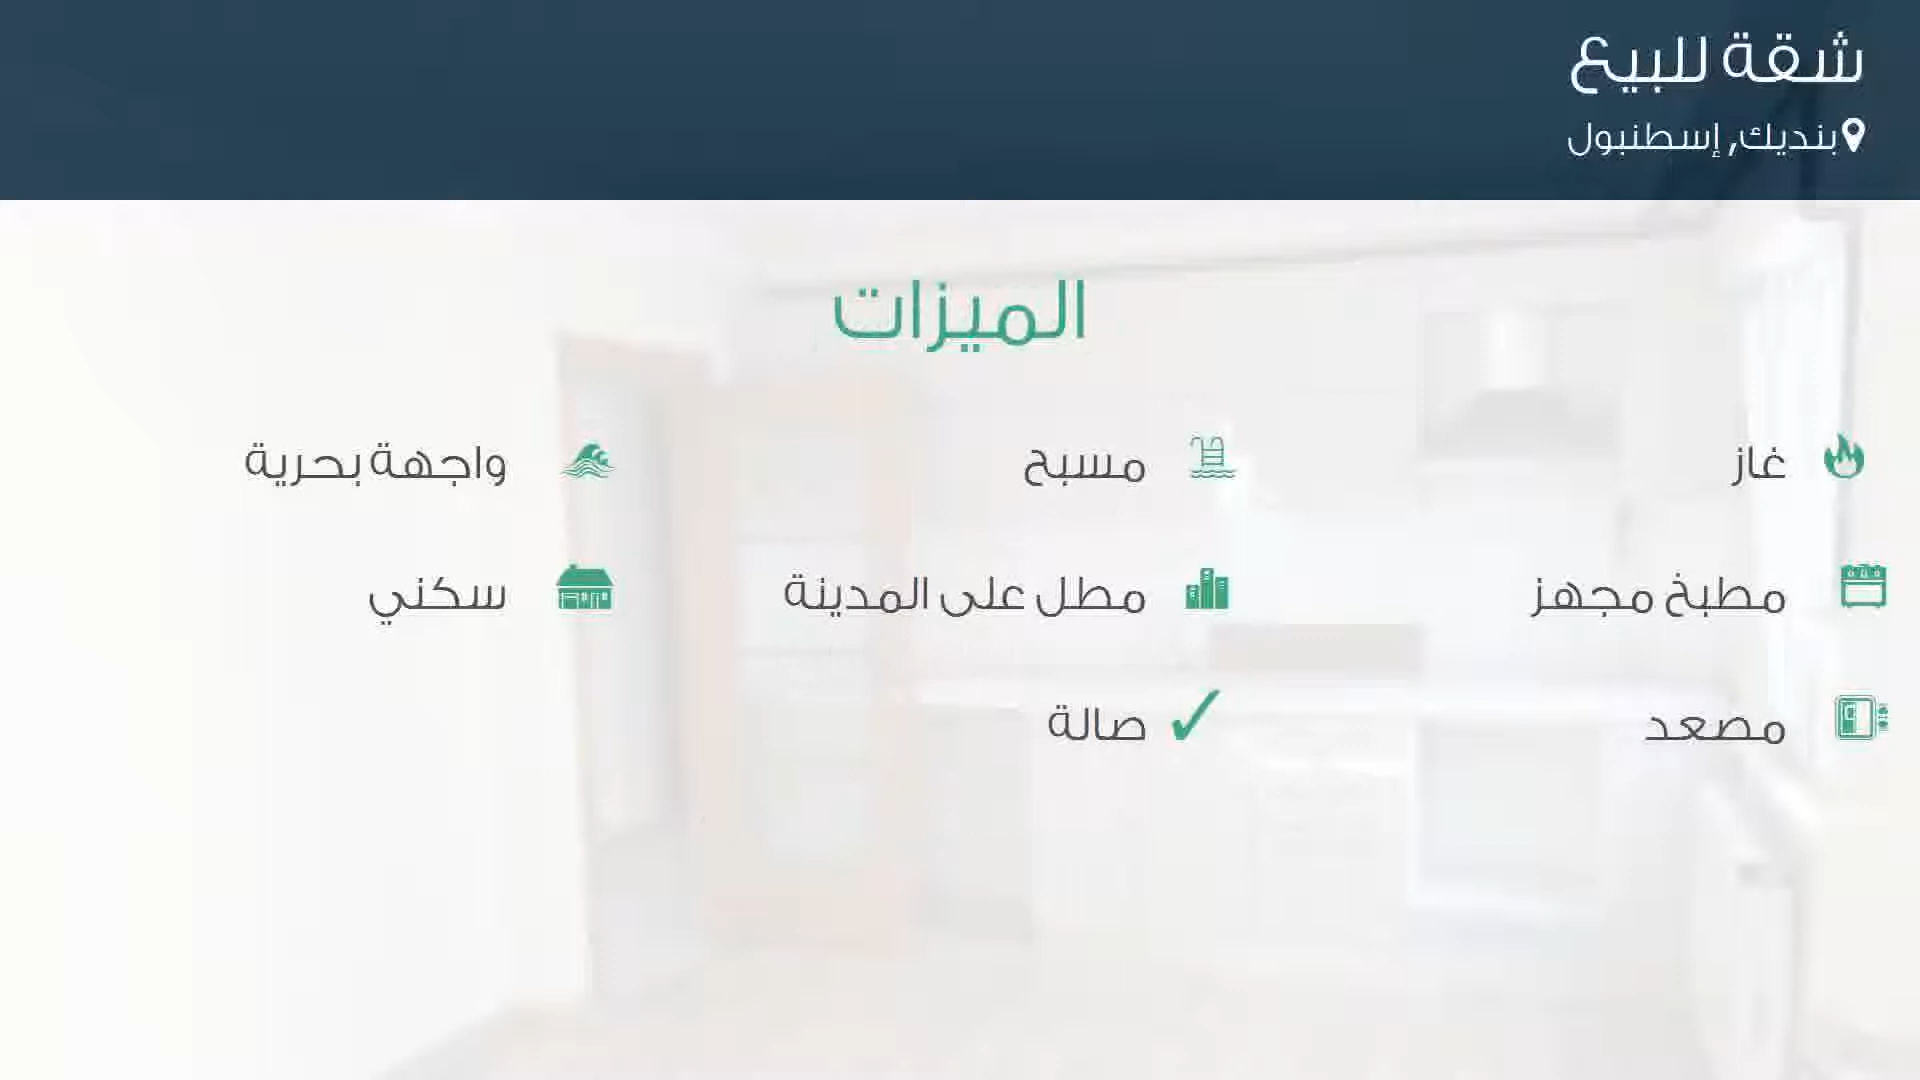 شقة للبيع
بنديك, إسطنبول
الميزات
غاز
مسبح
واجهة بحرية
مطبخ مجهز
مطل على المدينة
سكني
مصعد
صالة